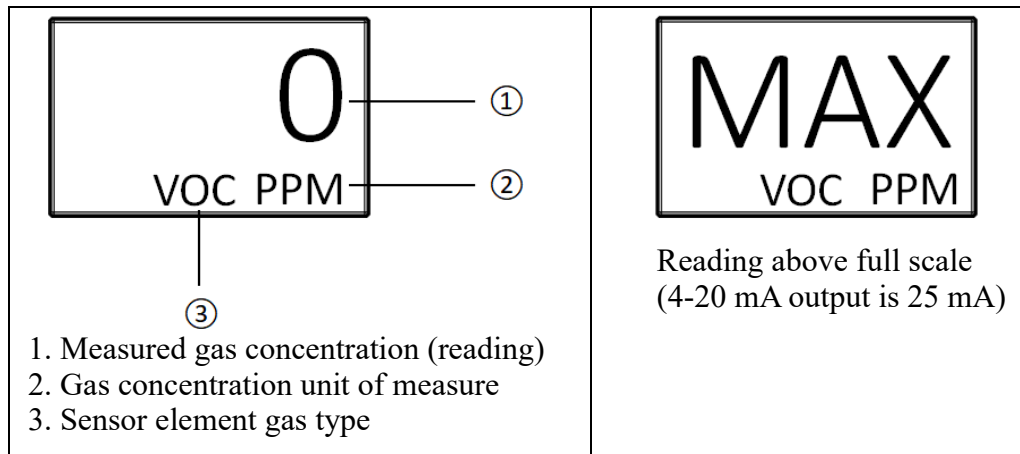 0
①
VOC PPM
②
③
1. Measured gas concentration (reading)
2. Gas concentration unit of measure
3. Sensor element gas type
MAX
VOC PPM
Reading above full scale
(4-20 mA output is 25 mA)